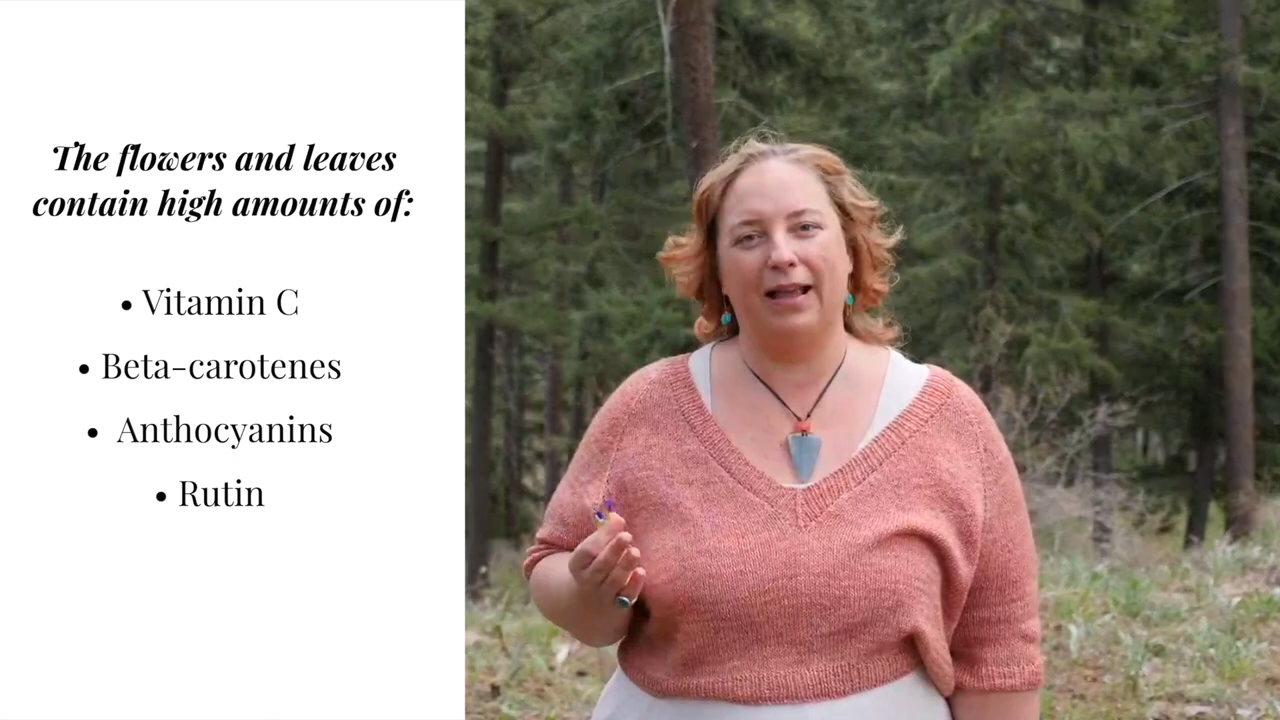 The flowers and leaves
contain high amounts of:
• Vitamin C
• Beta-carotenes
• Anthocyanins
• Rutin